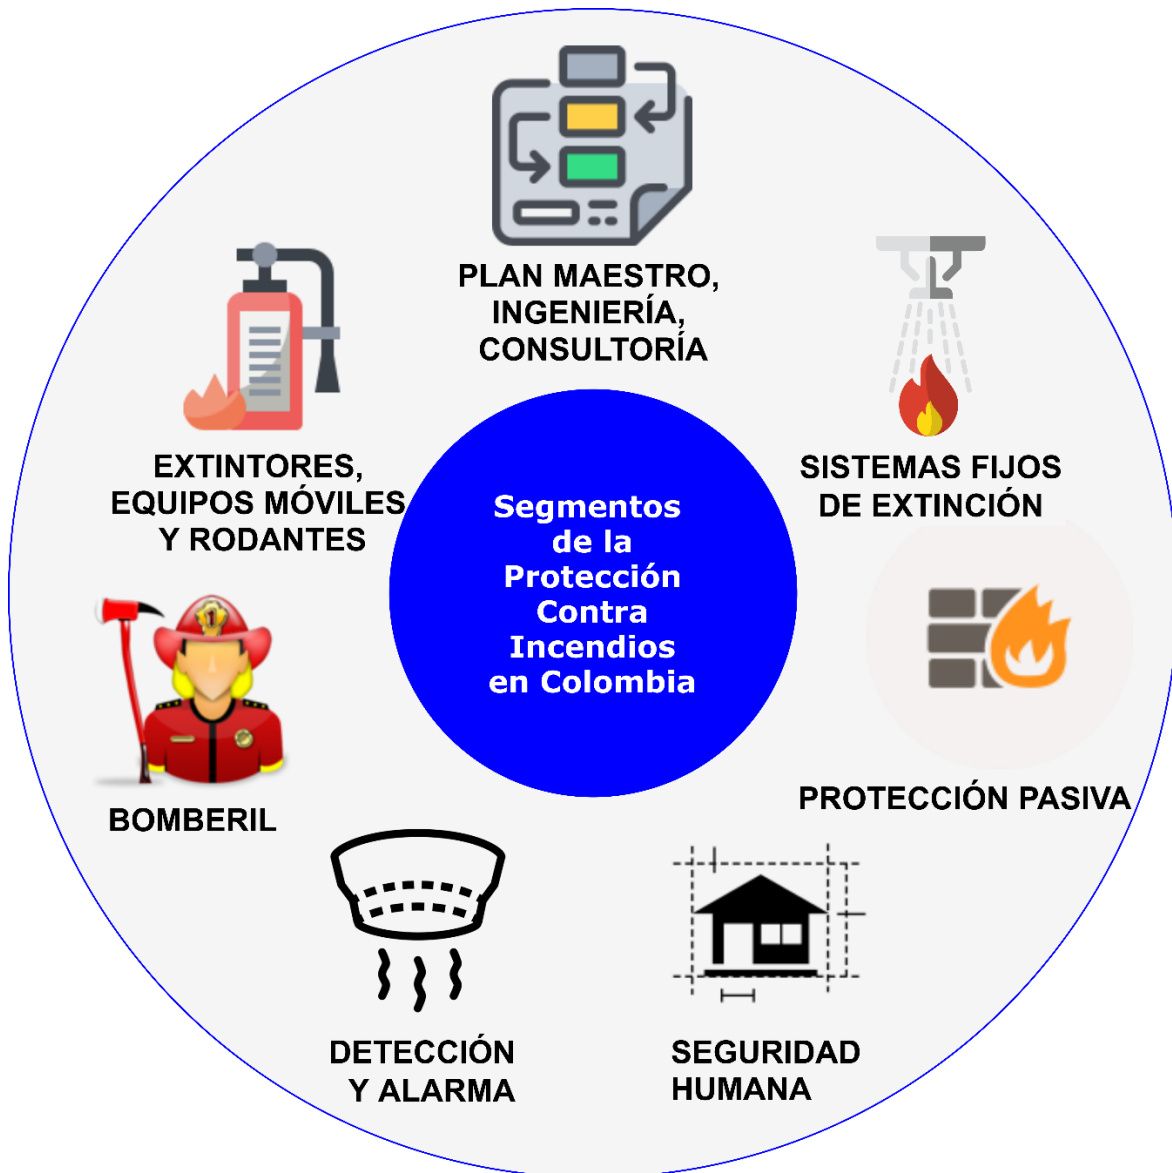 PLAN MAESTRO,
INGENIERÍA,
CONSULTORÍA
SISTEMAS FIJOS
DE EXTINCIÓN
PROTECCIÓN PASIVA
SEGURIDAD
HUMANA
DETECCIÓN
Y ALARMA
1
BOMBERIL
EXTINTORES,
EQUIPOS MÓVILES
Y RODANTES
Segmentos
de la
Protección
Contra
Incendios
en Colombia